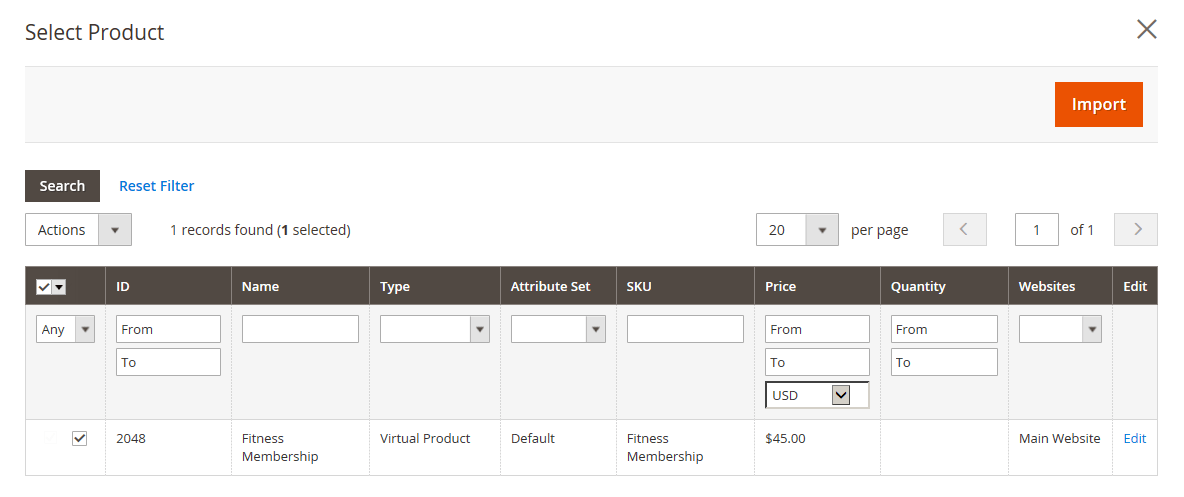 Select Product
Import
Search Reset Filter
Actions 1 records found (1 selected) 20 per page 1 of 1
ID Name Type Attribute Set SKU Price Quantity Websites Edit
Any From From From
To To To
USD
2048 Fitness Virtual Product Default Fitness $45.00 Main Website Edit
Membership Membership